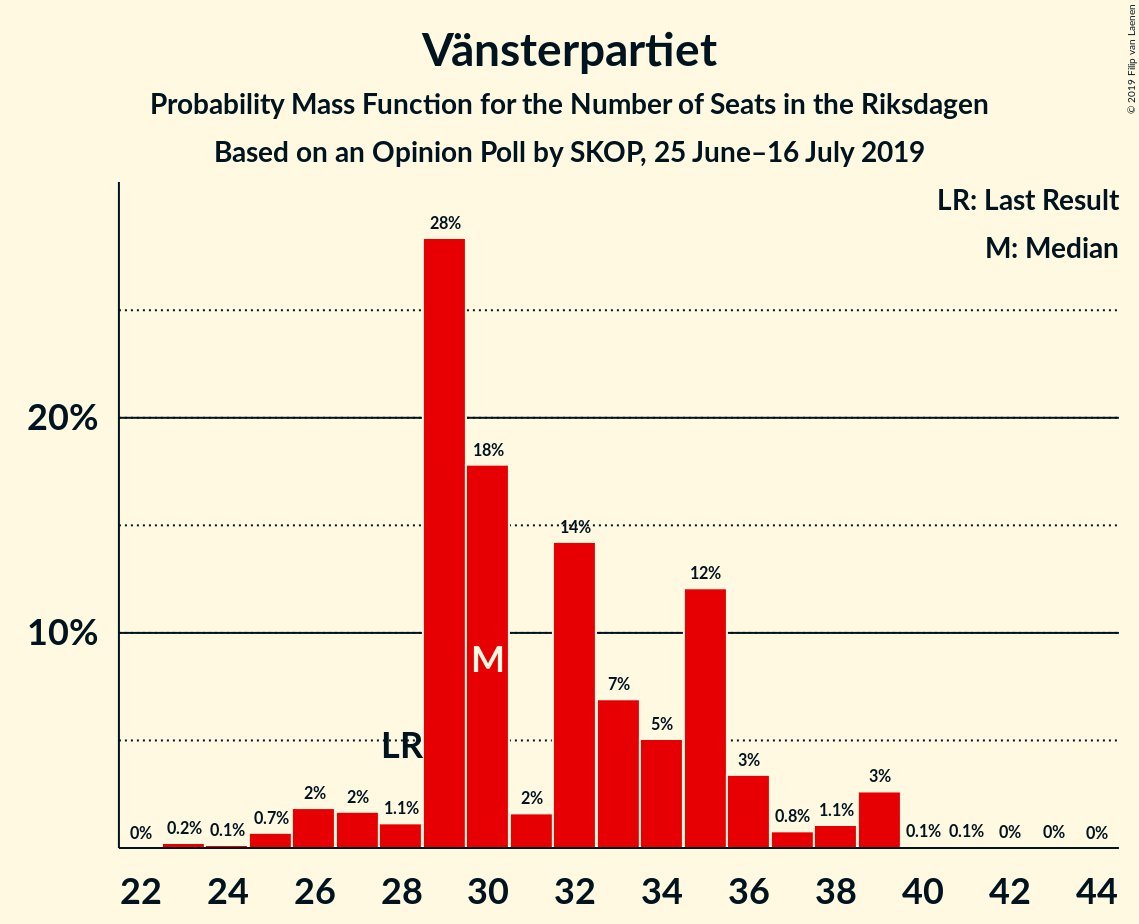 Vänsterpartiet
Probability Mass Function for the Number of Seats in the Riksdagen
Based on an Opinion Poll by SKOP, 25 June–16 July 2019
© 2019 Filip van Laenen
LR: Last Result
M: Median
20%
10%
0%
0.2%
0.1%
0.7%
2%
2%
1.1%
28%
18%
2%
14%
7%
5%
12%
3%
0.8%
1.1%
3%
0.1%
0.1%
0%
0%
0%
LR
M
22 24 26 28 30 32 34 36 38 40 42 44